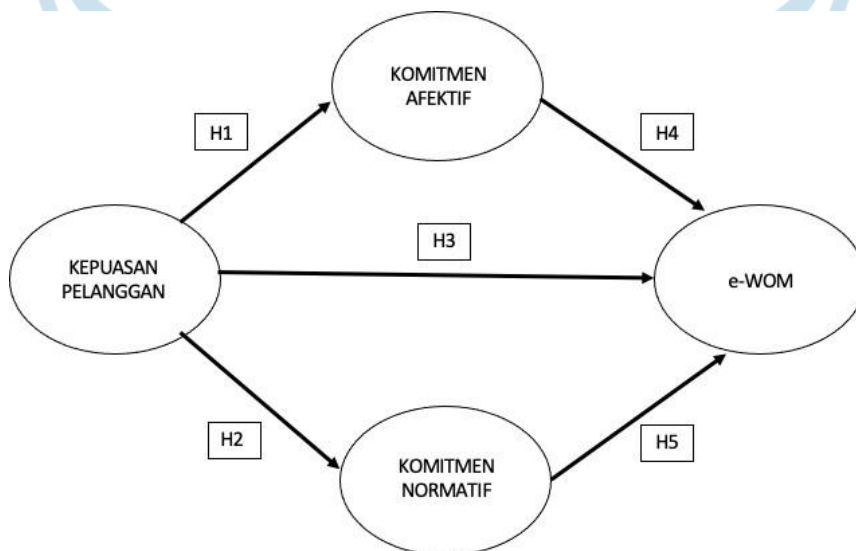 KOMITMEN
AFEKTIF
H1
H4
H3
KEPUASAN
PELANGGAN
e-WOM
H2
H5
KOMITMEN
NORMATIF